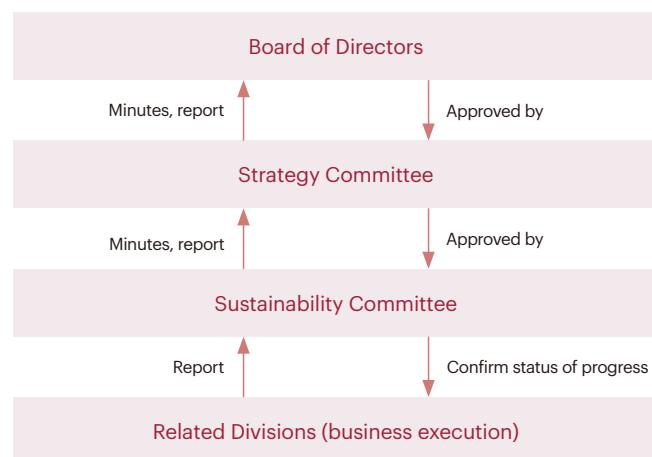 Board of Directors
Minutes, report
Approved by
Strategy Committee
Minutes, report
Approved by
Sustainability Committee
Report
Confirm status of progress
Related Divisions (business execution)